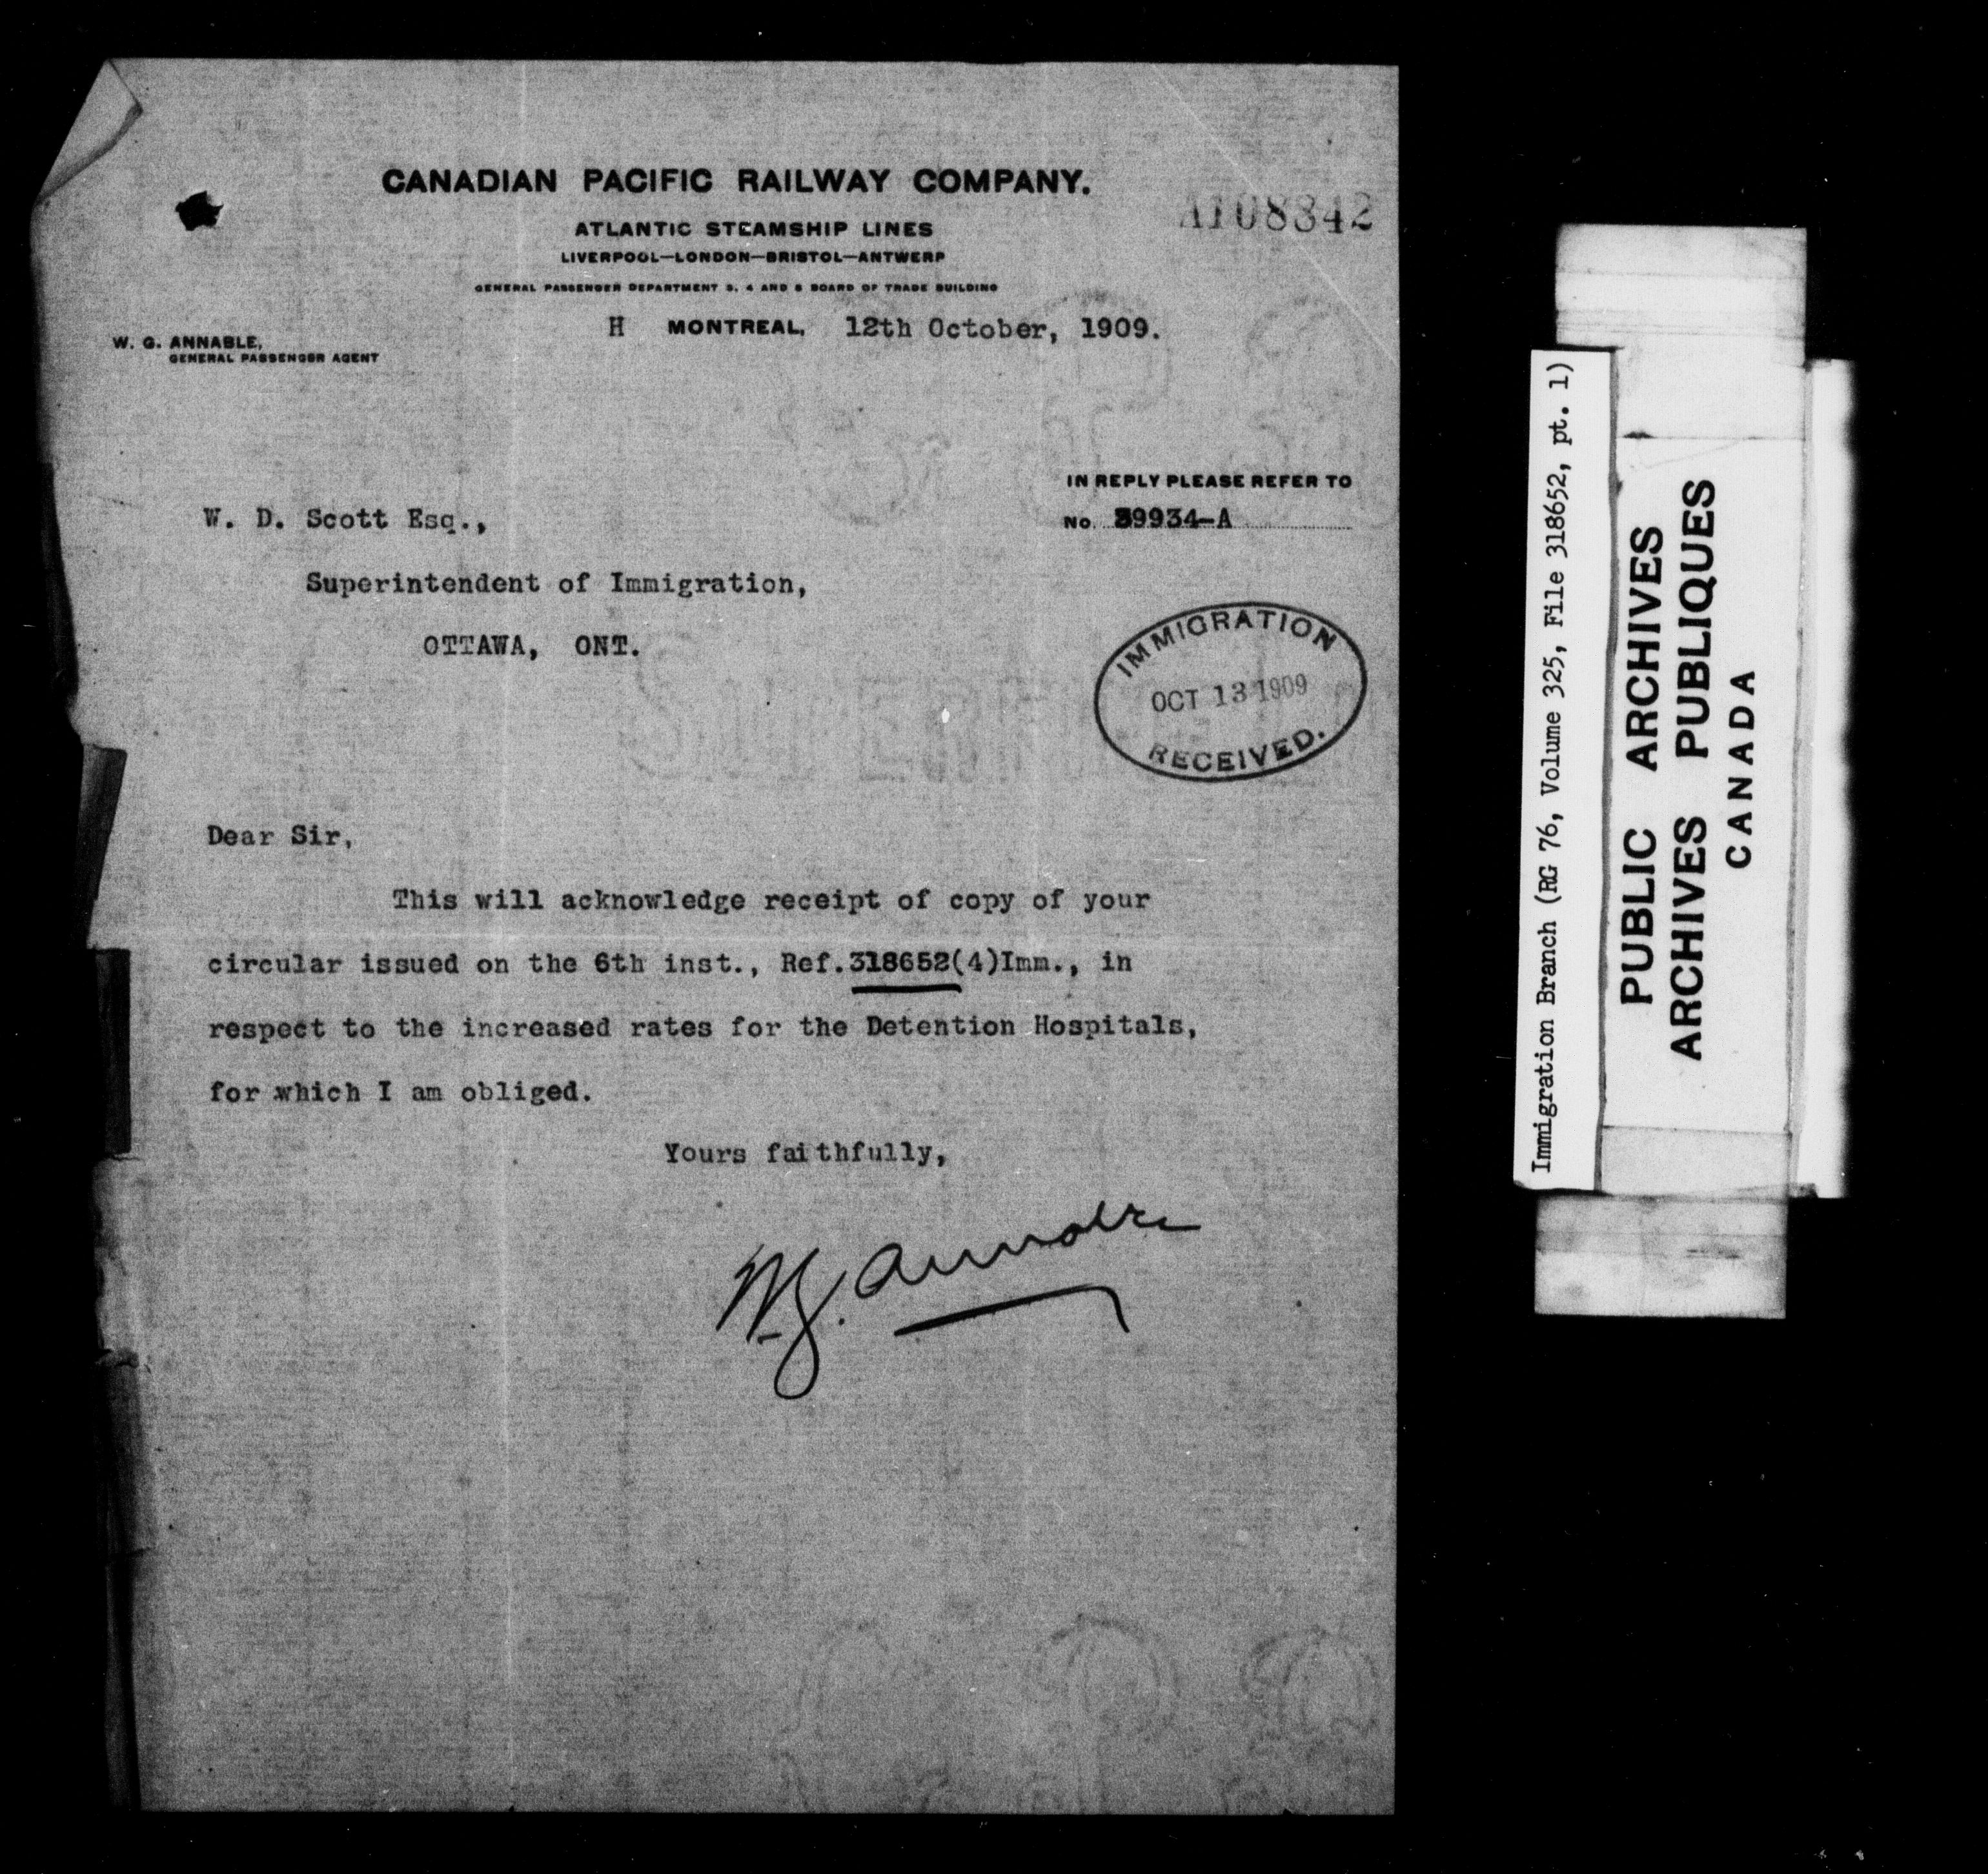 CANADIAN PACIFIC RAILWAY COMPANY.
A108342
ATLANTIC STEAMSHIP LINES
LIVERPOOL—LONDON—BRISTOL—ANTWERP
GENERAL PASSENGER DEPARTMENT 3, 4 AND 5 BOARD OF TRADE BUILDING
H MONTREAL, 12th October, 1909.
W. G. ANNABLE,
GENERAL PASSENGER AGENT
IN REPLY PLEASE REFER TO
No. 39934-A
W. D. Scott Esq.,
Superintendent of Immigration,
OTTAWA, ONT.
IMMIGRATION
OCT 13 1909
RECEIVED.
Dear Sir,
This will acknowledge receipt of copy of your
circular issued on the 6th inst., Ref.318652(4)Imm., in
respect to the increased rates for the Detention Hospitals,
for which I am obliged.
Yours faithfully,
W.G. Annable
Immigration Branch (RG 76, Volume 325, File 318652, pt. 1)
PUBLIC ARCHIVES
ARCHIVES PUBLIQUES
CANADA